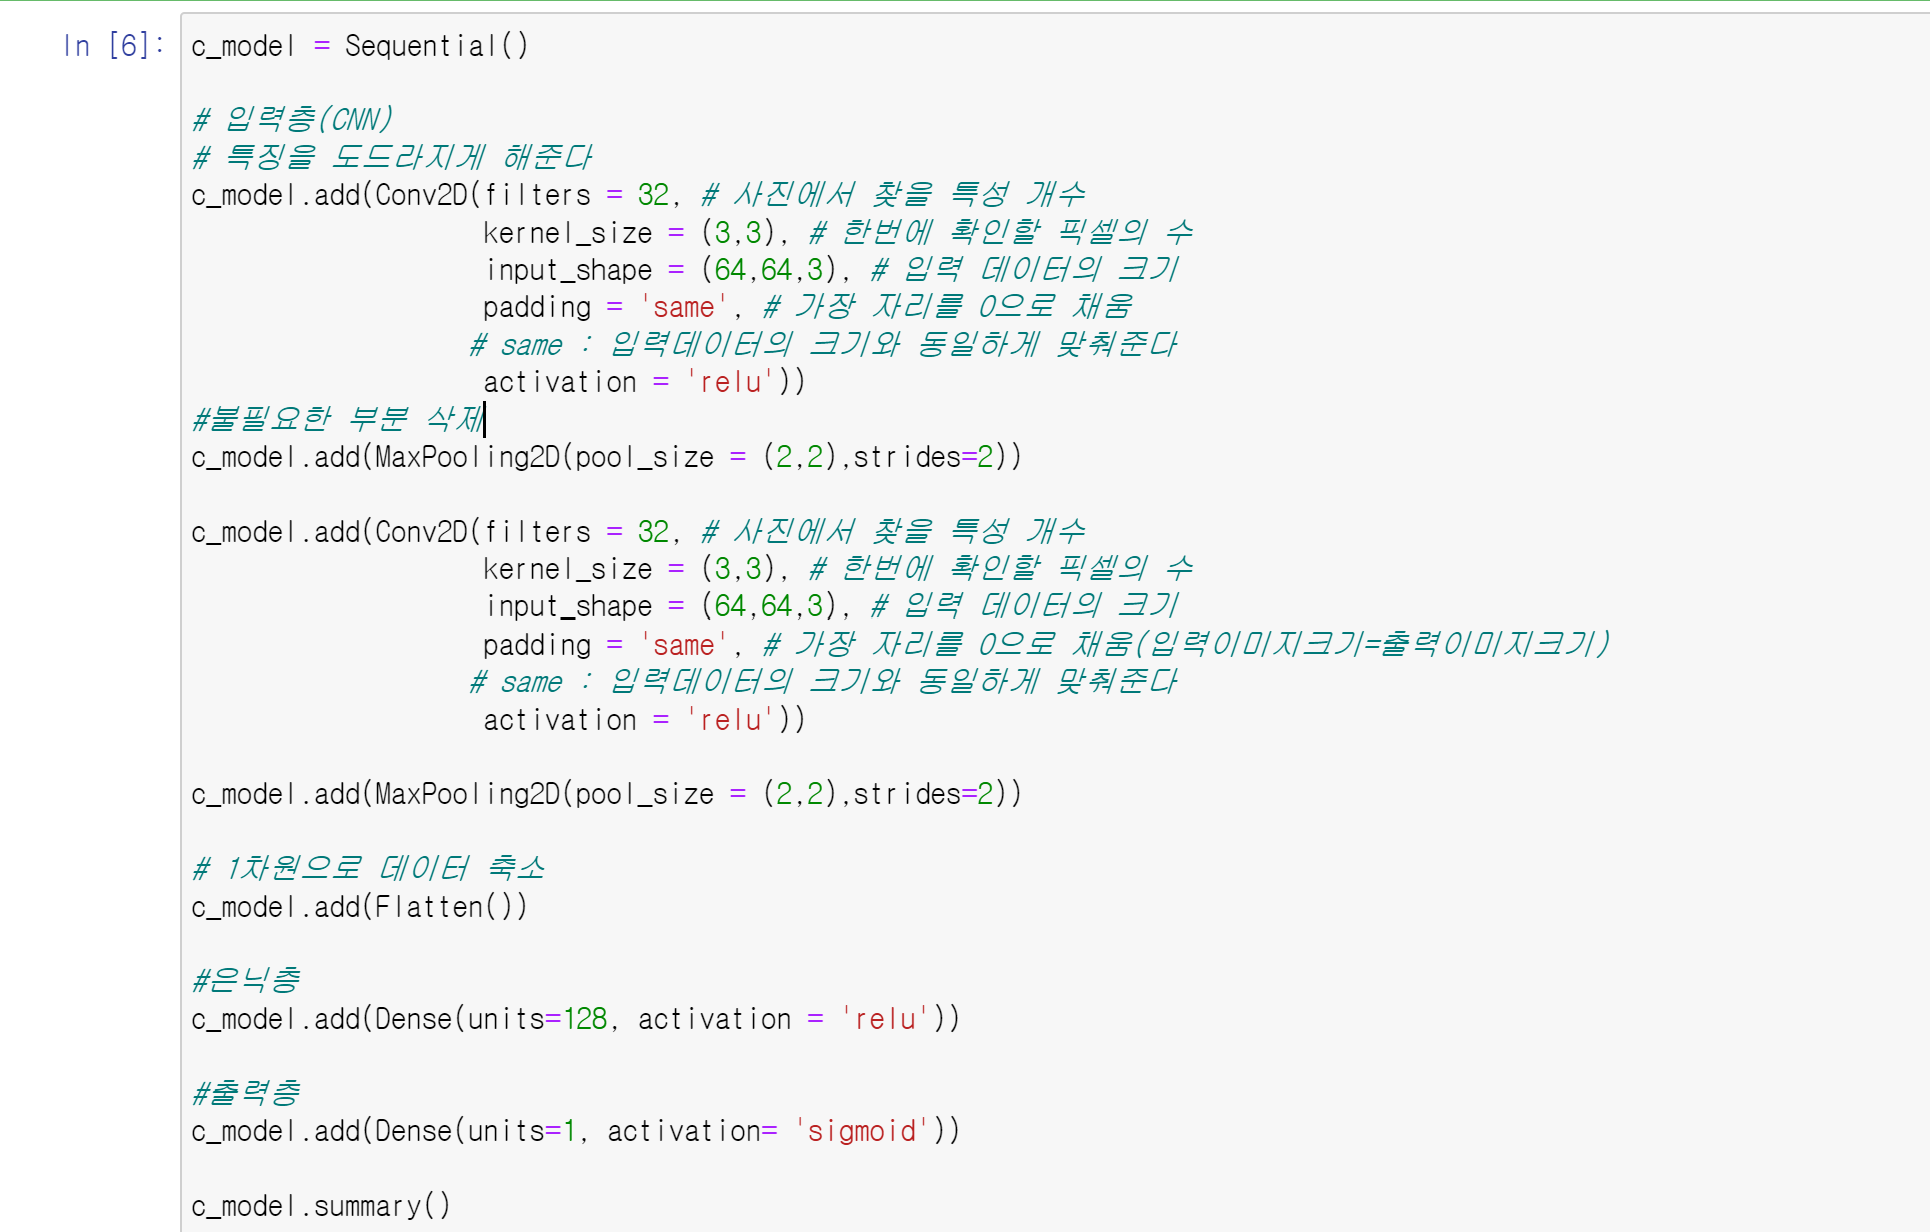 In [6]: c_model = Sequential()
# 입력층(CNN)
# 특징을 도드라지게 해준다
c_model.add(Conv2D(filters = 32, # 사진에서 찾을 특성 개수
kernel_size = (3,3), # 한번에 확인할 픽셀의 수
input_shape = (64,64,3), # 입력 데이터의 크기
padding = 'same', # 가장 자리를 0으로 채움
# same : 입력데이터의 크기와 동일하게 맞춰준다
activation = 'relu'))
#불필요한 부분 삭제
c_model.add(MaxPooling2D(pool_size = (2,2),strides=2))
c_model.add(Conv2D(filters = 32, # 사진에서 찾을 특성 개수
kernel_size = (3,3), # 한번에 확인할 픽셀의 수
input_shape = (64,64,3), # 입력 데이터의 크기
padding = 'same', # 가장 자리를 0으로 채움(입력이미지크기=출력이미지크기)
# same : 입력데이터의 크기와 동일하게 맞춰준다
activation = 'relu'))
c_model.add(MaxPooling2D(pool_size = (2,2),strides=2))
# 1차원으로 데이터 축소
c_model.add(Flatten())
#은닉층
c_model.add(Dense(units=128, activation = 'relu'))
#출력층
c_model.add(Dense(units=1, activation= 'sigmoid'))
c_model.summary()